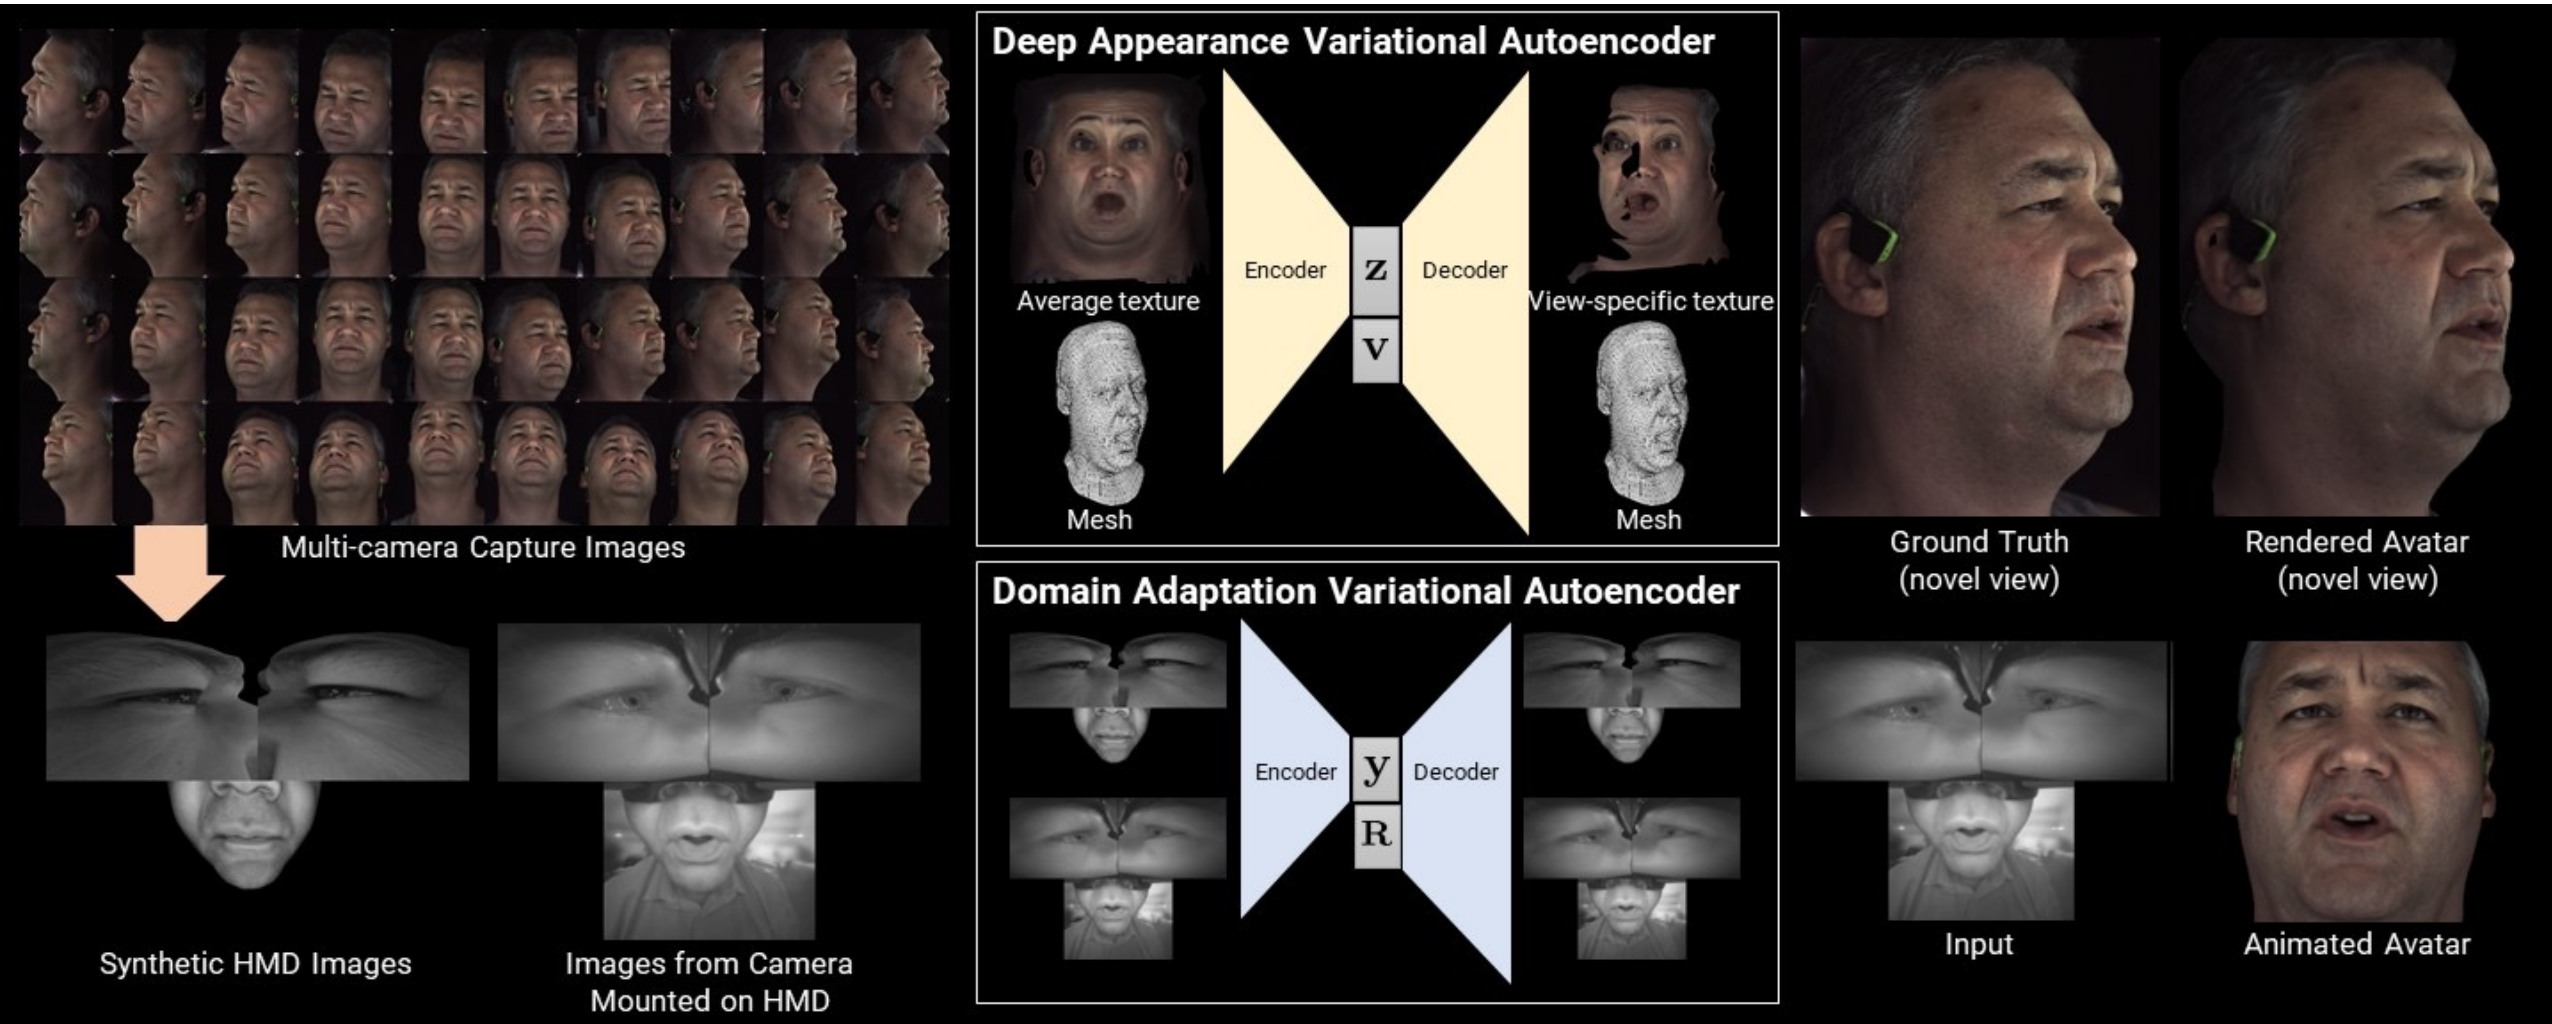 Multi-camera Capture Images
Synthetic HMD Images
Images from Camera
Mounted on HMD
Deep Appearance Variational Autoencoder
Average texture
Mesh
Encoder
z
v
Decoder
View-specific texture
Mesh
Domain Adaptation Variational Autoencoder
Encoder
y
R
Decoder
Ground Truth
(novel view)
Rendered Avatar
(novel view)
Input
Animated Avatar